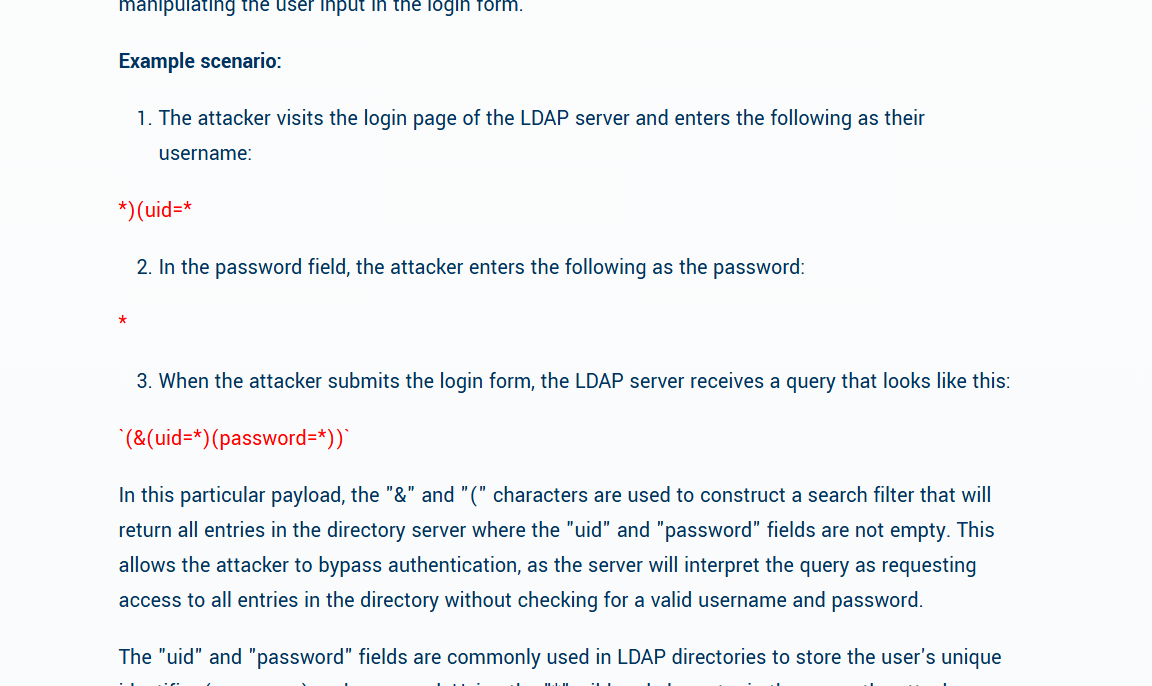 manipulating the user input in the login form.
Example scenario:
1. The attacker visits the login page of the LDAP server and enters the following as their
username:
*)(uid=*
2. In the password field, the attacker enters the following as the password:
*
3. When the attacker submits the login form, the LDAP server receives a query that looks like this:
`(&(uid=*)(password=*))`
In this particular payload, the "&" and "(" characters are used to construct a search filter that will
return all entries in the directory server where the "uid" and "password" fields are not empty. This
allows the attacker to bypass authentication, as the server will interpret the query as requesting
access to all entries in the directory without checking for a valid username and password.
The "uid" and "password" fields are commonly used in LDAP directories to store the user's unique